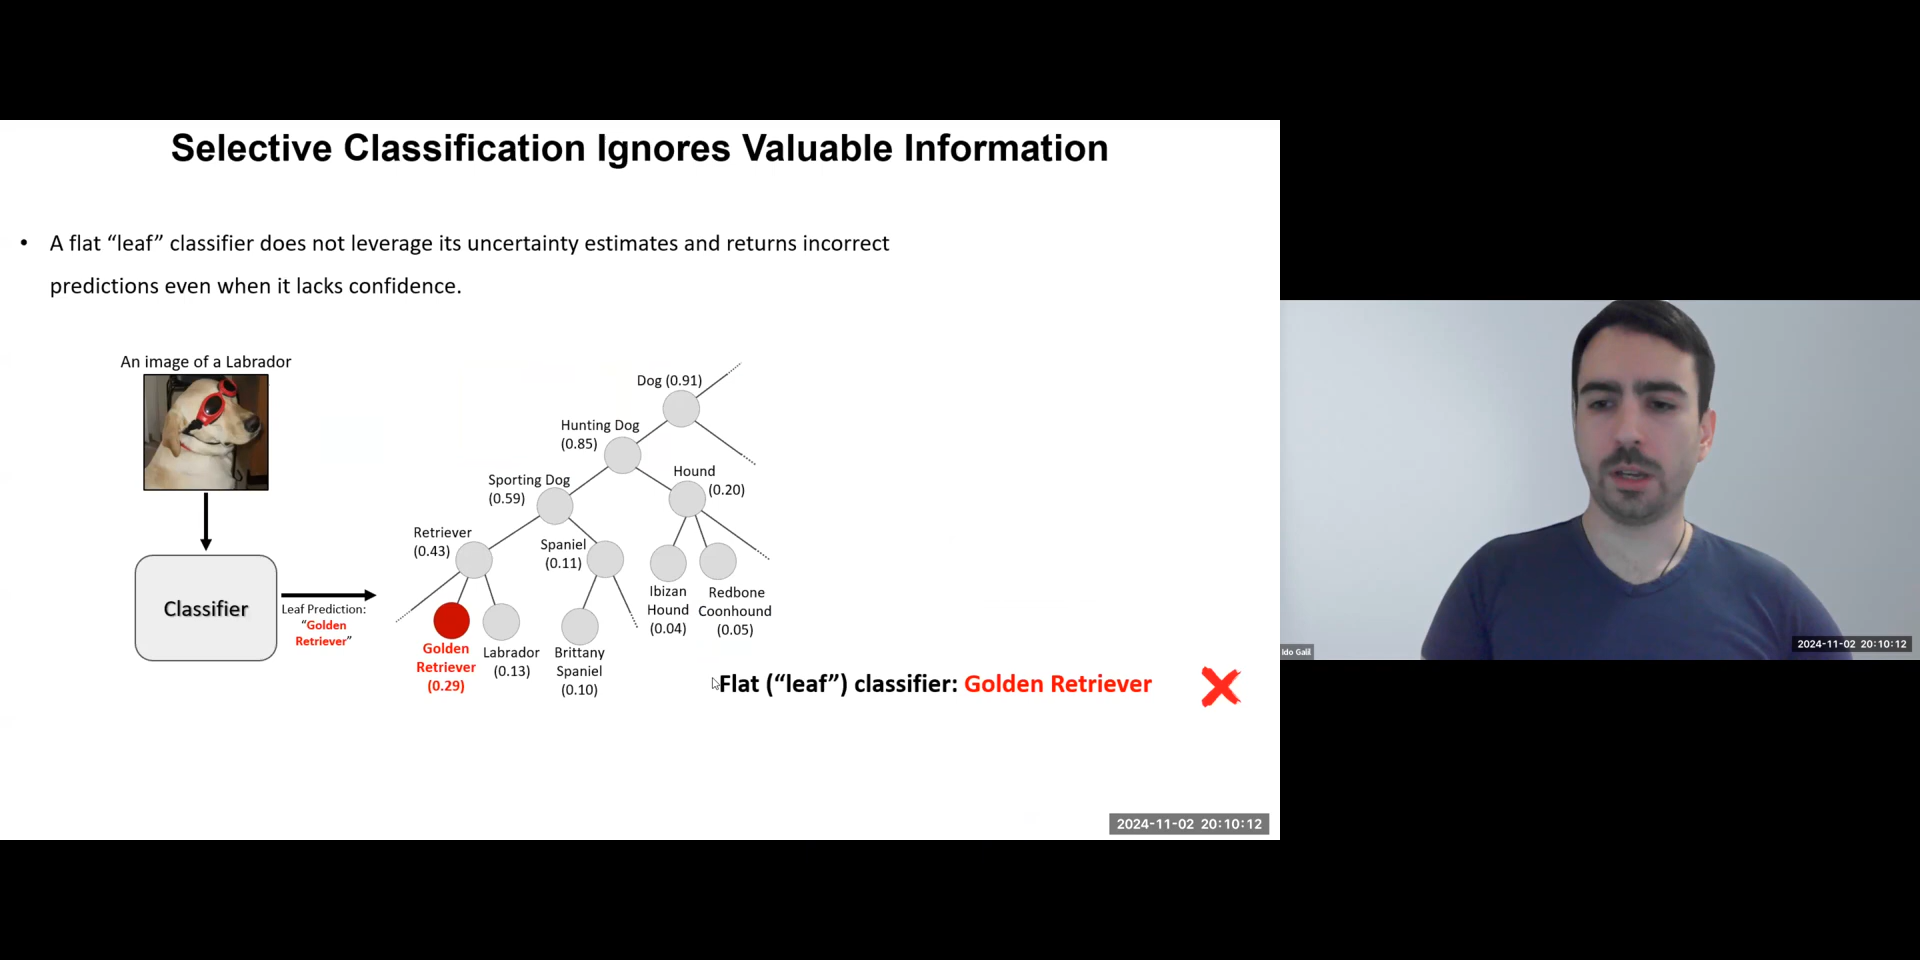 Selective Classification Ignores Valuable Information
• A flat “leaf” classifier does not leverage its uncertainty estimates and returns incorrect
predictions even when it lacks confidence.
An image of a Labrador
Classifier
Leaf Prediction:
“Golden
Retriever”
Dog (0.91)
Hunting Dog
(0.85)
Sporting Dog
(0.59)
Hound
(0.20)
Retriever
(0.43)
Spaniel
(0.11)
Golden
Retriever
(0.29)
Labrador
(0.13)
Brittany
Spaniel
(0.10)
Ibizan
Hound
(0.04)
Redbone
Coonhound
(0.05)
Flat (“leaf”) classifier: Golden Retriever
2024-11-02 20:10:12
Ido Galil
2024-11-02 20:10:12